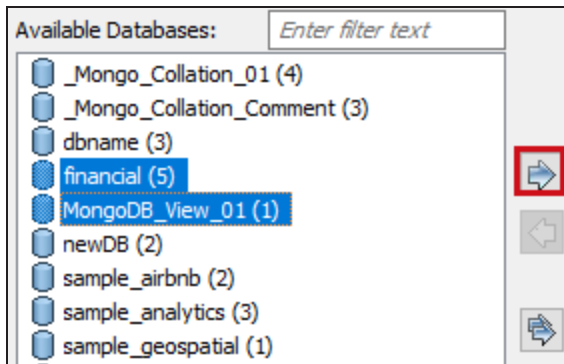 Available Databases: Enter filter text
_Mongo_Collation_01 (4)
_Mongo_Collation_Comment (3)
dbname (3)
financial (5)
MongoDB_View_01 (1)
newDB (2)
sample_airbnb (2)
sample_analytics (3)
sample_geospatial (1)